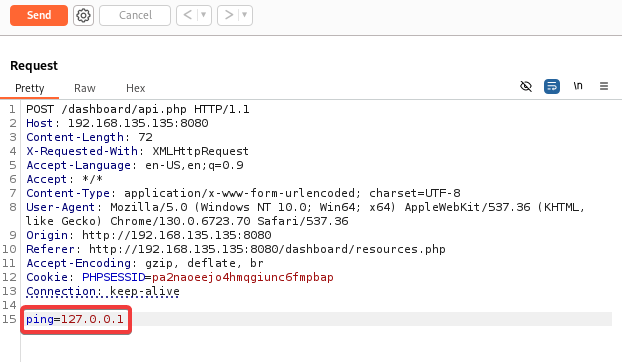 Send Cancel < >
Request
Pretty Raw Hex \n
1 POST /dashboard/api.php HTTP/1.1
2 Host: 192.168.135.135:8080
3 Content-Length: 72
4 X-Requested-With: XMLHttpRequest
5 Accept-Language: en-US,en;q=0.9
6 Accept: */*
7 Content-Type: application/x-www-form-urlencoded; charset=UTF-8
8 User-Agent: Mozilla/5.0 (Windows NT 10.0; Win64; x64) AppleWebKit/537.36 (KHTML,
like Gecko) Chrome/130.0.6723.70 Safari/537.36
9 Origin: http://192.168.135.135:8080
10 Referer: http://192.168.135.135:8080/dashboard/resources.php
11 Accept-Encoding: gzip, deflate, br
12 Cookie: PHPSESSID=pa2naoeejo4hmqgiunc6fmpbap
13 Connection: keep-alive
14
15 ping=127.0.0.1